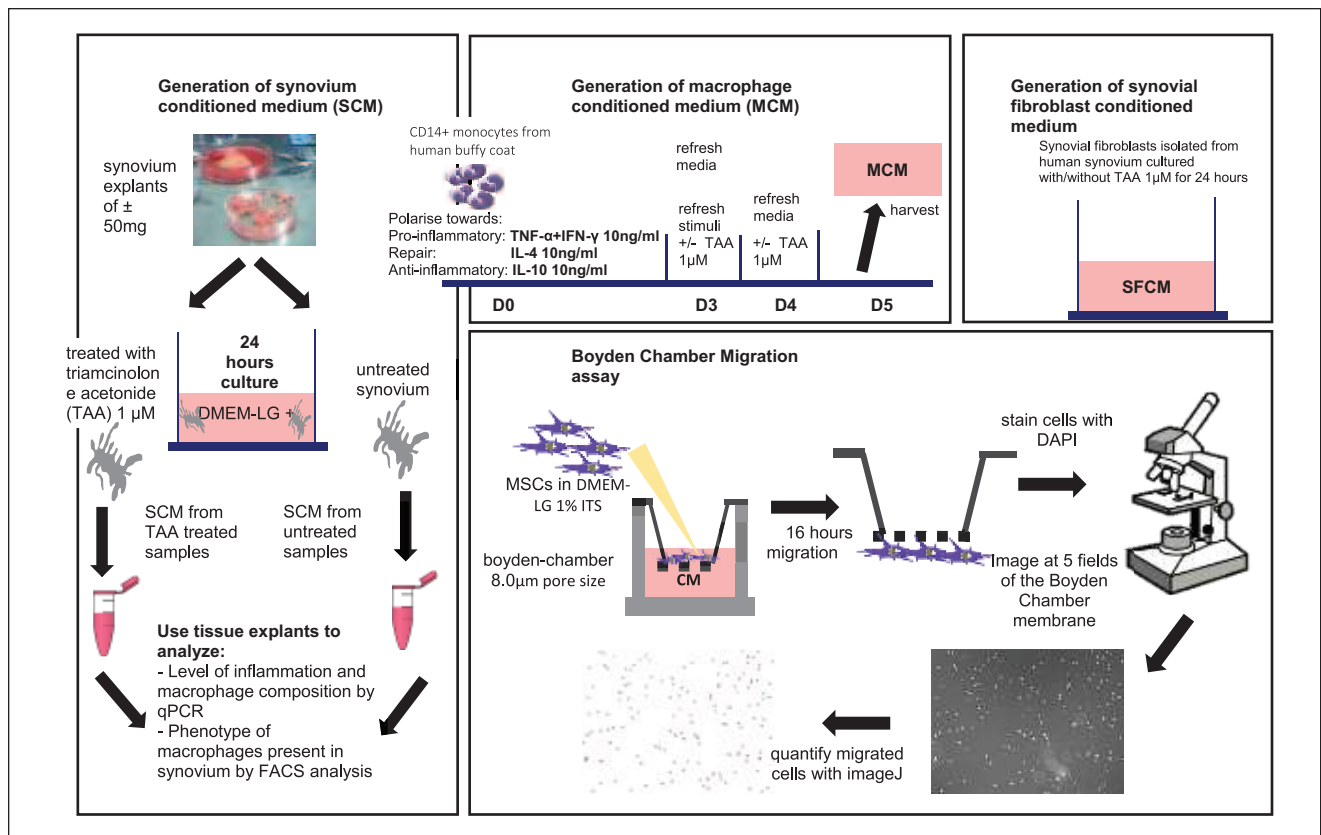 Generation of synovium
conditioned medium (SCM)
synovium
explants
of ±
50mg
treated with
triamcinolon
e acetonide
(TAA) 1 µM
24
hours
culture
DMEM-LG +
untreated
synovium
SCM from
TAA treated
samples
SCM from
untreated
samples
Use tissue explants to
analyze:
- Level of inflammation and
macrophage composition by
qPCR
- Phenotype of
macrophages present in
synovium by FACS analysis
Generation of macrophage
conditioned medium (MCM)
CD14+ monocytes from
human buffy coat
Polarise towards:
Pro-inflammatory: TNF-α+IFN-γ 10ng/ml
Repair: IL-4 10ng/ml
Anti-inflammatory: IL-10 10ng/ml
refresh
media
refresh
stimuli
+/- TAA
1µM
refresh
media
+/- TAA
1µM
MCM
harvest
D0 D3 D4 D5
Generation of synovial
fibroblast conditioned
medium
Synovial fibroblasts isolated from
human synovium cultured
with/without TAA 1µM for 24 hours
SFCM
Boyden Chamber Migration
assay
MSCs in DMEM-
LG 1% ITS
boyden-chamber
8.0µm pore size
CM
16 hours
migration
stain cells with
DAPI
Image at 5 fields
of the Boyden
Chamber
membrane
quantify migrated
cells with imageJ